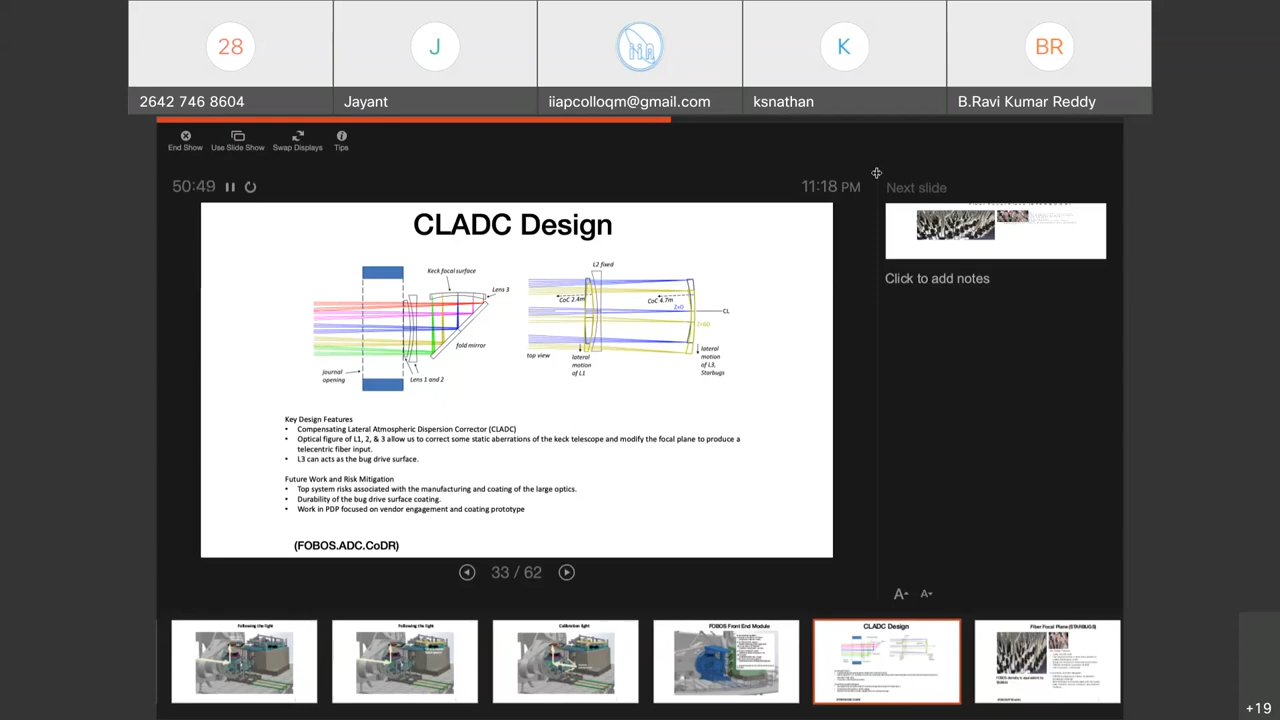 28
J
iiA
K
BR
2642 746 8604
Jayant
iiapcolloqm@gmail.com
ksnathan
B.Ravi Kumar Reddy
End Show
Use Slide Show
Swap Displays
Tips
50:49
11:18 PM
Next slide
Click to add notes
CLADC Design
Keck focal surface
Lens 3
fold mirror
journal
opening
Lens 1 and 2
L2 fixed
CoC 2.4m
CoC 4.7m
Z=0
CL
Z=60
top view
lateral
motion
of L1
lateral
motion
of L3,
Starbugs
Key Design Features
• Compensating Lateral Atmospheric Dispersion Corrector (CLADC)
• Optical figure of L1, 2, & 3 allow us to correct some static aberrations of the keck telescope and modify the focal plane to produce a
telecentric fiber input.
• L3 can acts as the bug drive surface.
Future Work and Risk Mitigation
• Top system risks associated with the manufacturing and coating of the large optics.
• Durability of the bug drive surface coating.
• Work in PDP focused on vendor engagement and coating prototype
(FOBOS.ADC.CoDR)
33 / 62
A
A
Following the light
Following the light
Calibration light
FOBOS Front End Module
CLADC Design
Fiber Focal Plane (STARBUGS)
+19